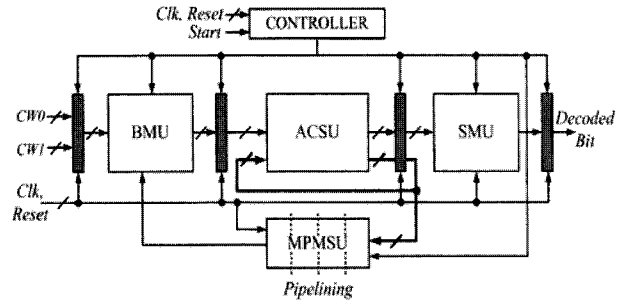 Clk, Reset
Start
CONTROLLER
CW0
CW1
BMU
ACSU
SMU
Decoded
Bit
Clk,
Reset
MPMSU
Pipelining